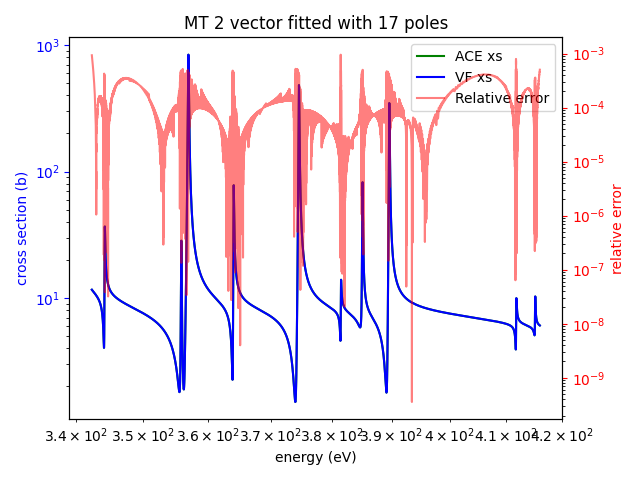 MT 2 vector fitted with 17 poles
ACE xs
VF xs
Relative error
10³
10²
10¹
cross section (b)
10⁻³
10⁻⁴
10⁻⁵
10⁻⁶
10⁻⁷
10⁻⁸
10⁻⁹
relative error
3.4 × 10² 3.5 × 10² 3.6 × 10² 3.7 × 10² 3.8 × 10² 3.9 × 10² 4 × 10² 4.1 × 10² 4.2 × 10²
energy (eV)